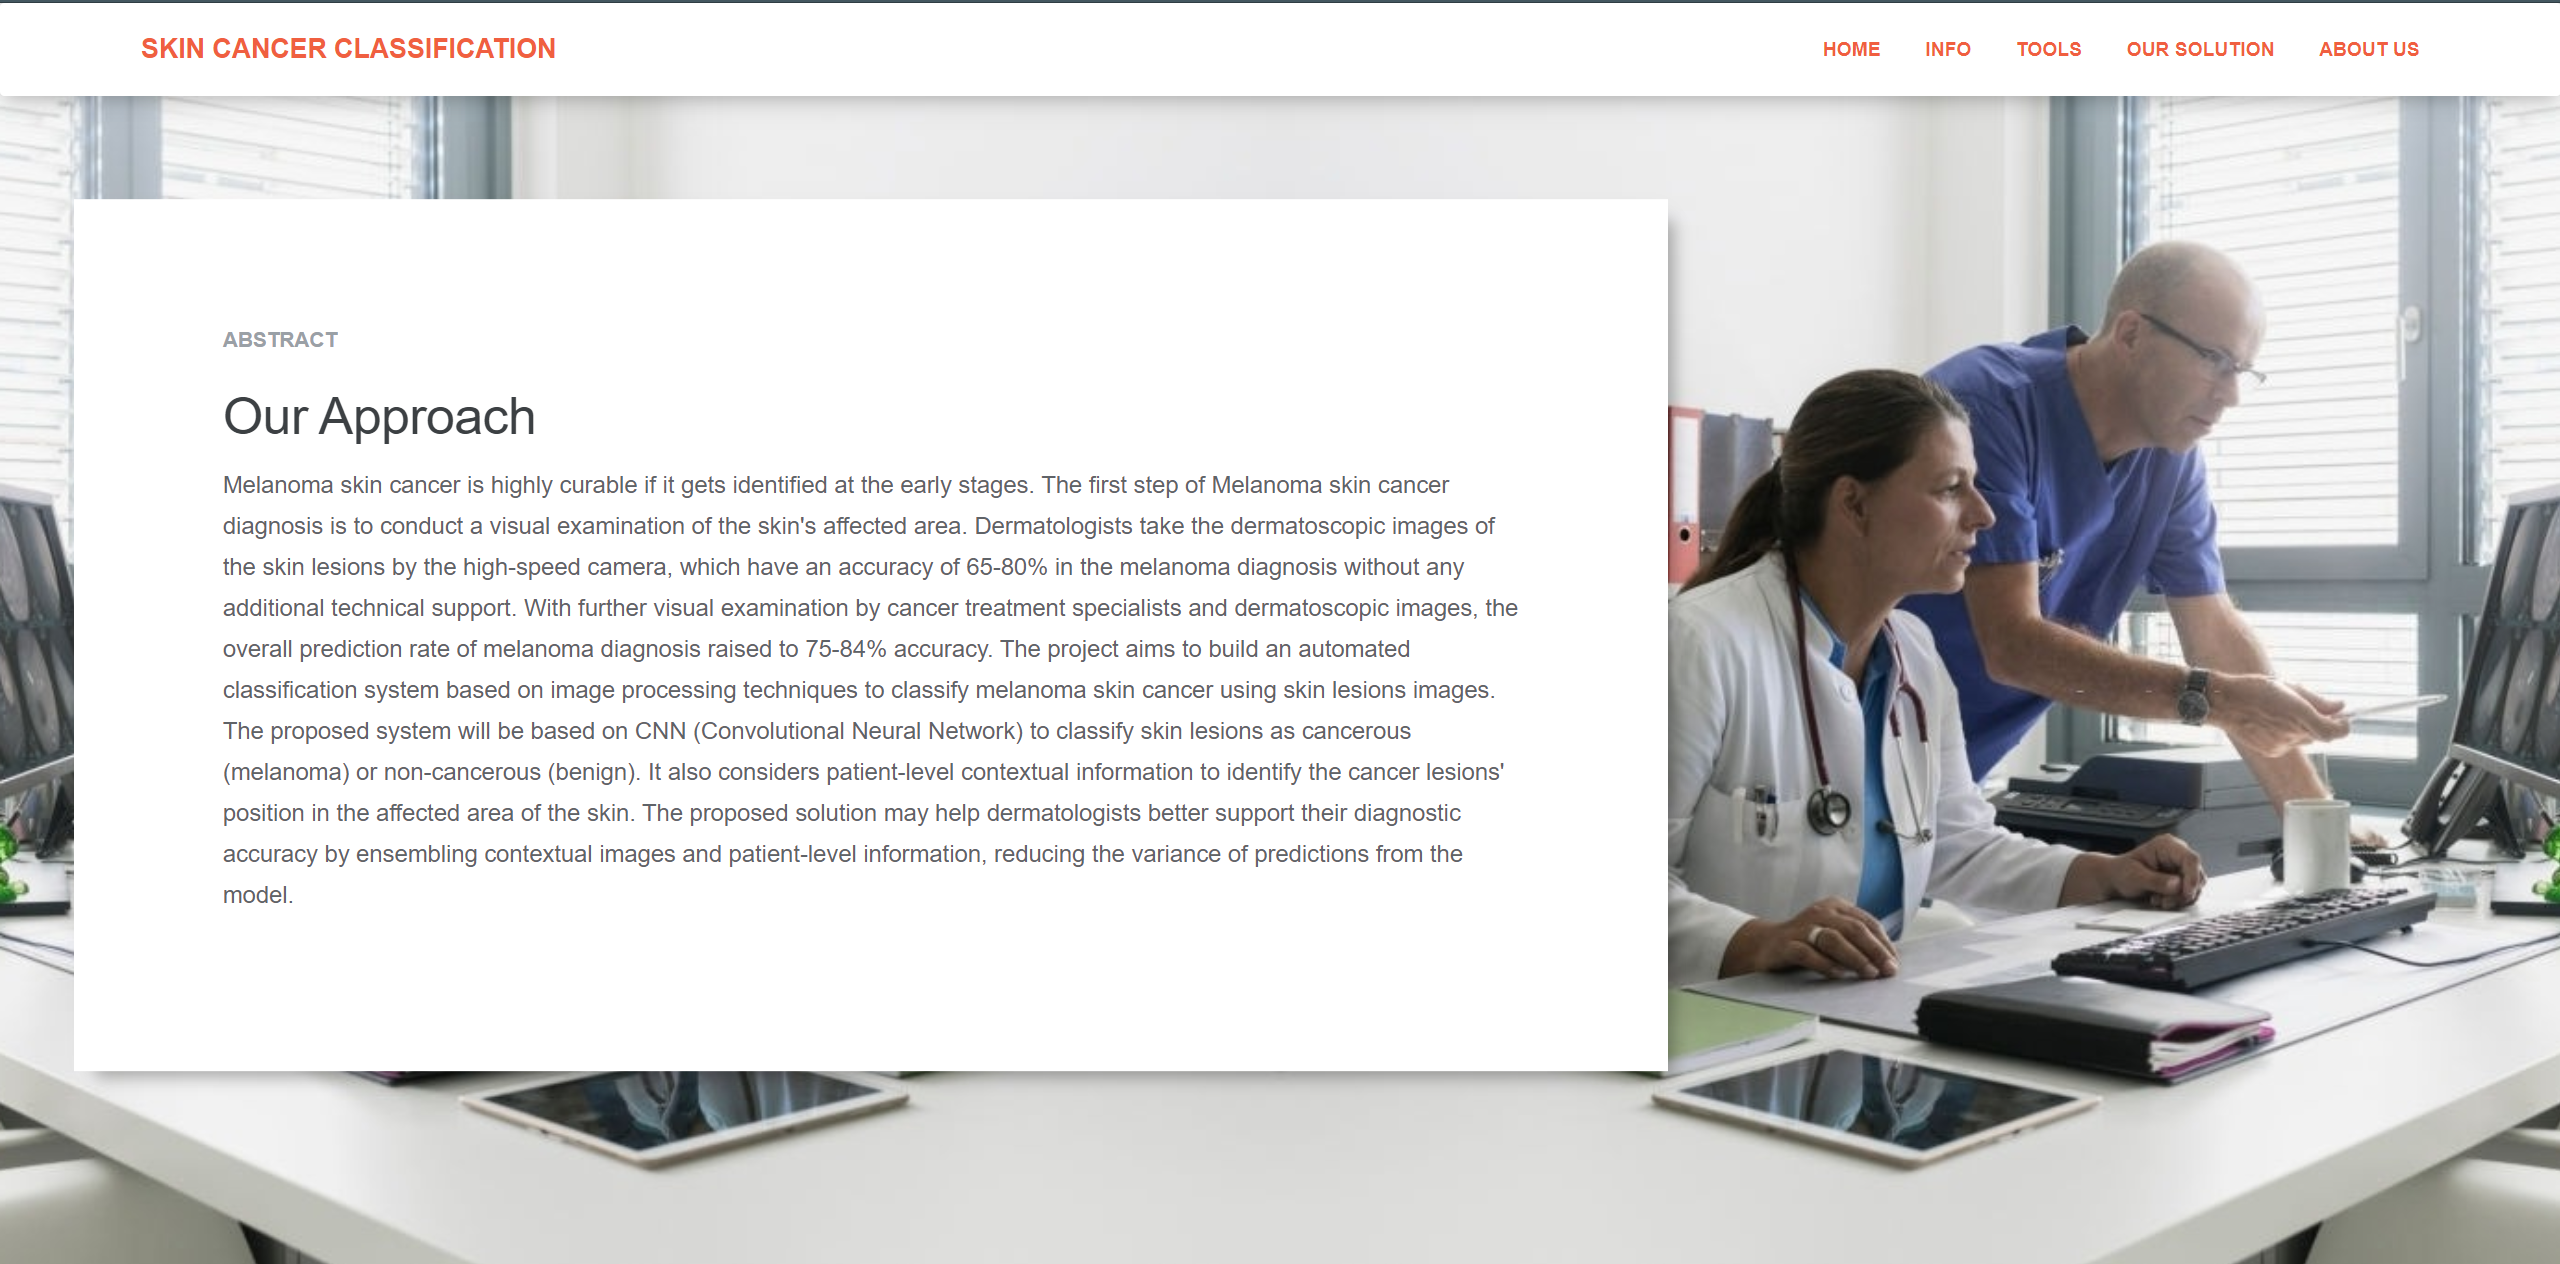 SKIN CANCER CLASSIFICATION
HOME INFO TOOLS OUR SOLUTION ABOUT US
ABSTRACT
Our Approach
Melanoma skin cancer is highly curable if it gets identified at the early stages. The first step of Melanoma skin cancer
diagnosis is to conduct a visual examination of the skin's affected area. Dermatologists take the dermatoscopic images of
the skin lesions by the high-speed camera, which have an accuracy of 65-80% in the melanoma diagnosis without any
additional technical support. With further visual examination by cancer treatment specialists and dermatoscopic images, the
overall prediction rate of melanoma diagnosis raised to 75-84% accuracy. The project aims to build an automated
classification system based on image processing techniques to classify melanoma skin cancer using skin lesions images.
The proposed system will be based on CNN (Convolutional Neural Network) to classify skin lesions as cancerous
(melanoma) or non-cancerous (benign). It also considers patient-level contextual information to identify the cancer lesions'
position in the affected area of the skin. The proposed solution may help dermatologists better support their diagnostic
accuracy by ensembling contextual images and patient-level information, reducing the variance of predictions from the
model.